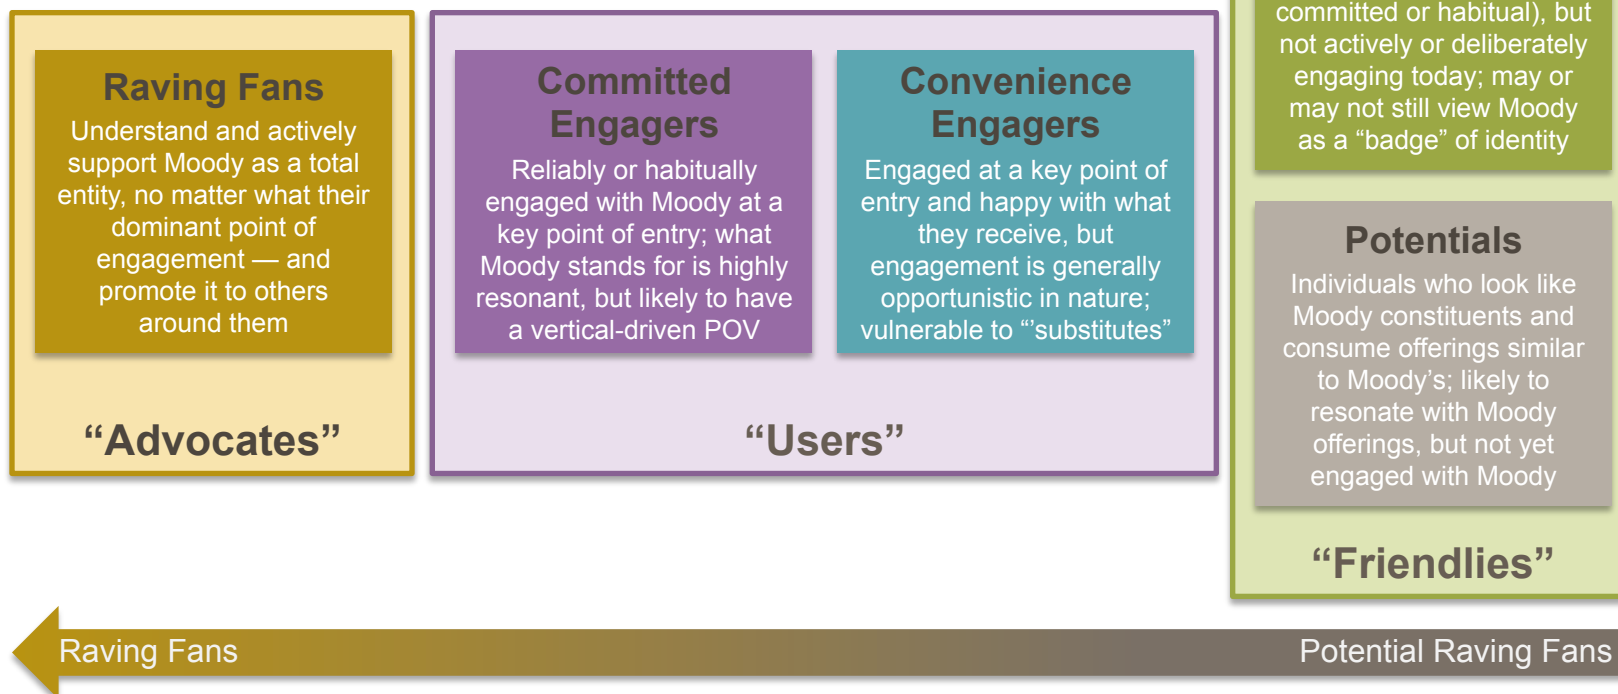 Raving Fans
Understand and actively
support Moody as a total
entity, no matter what their
dominant point of
engagement — and
promote it to others
around them
“Advocates”
Committed
Engagers
Reliably or habitually
engaged with Moody at a
key point of entry; what
Moody stands for is highly
resonant, but likely to have
a vertical-driven POV
Convenience
Engagers
Engaged at a key point of
entry and happy with what
they receive, but
engagement is generally
opportunistic in nature;
vulnerable to “’substitutes”
“Users”
committed or habitual), but
not actively or deliberately
engaging today; may or
may not still view Moody
as a “badge” of identity
Potentials
Individuals who look like
Moody constituents and
consume offerings similar
to Moody’s; likely to
resonate with Moody
offerings, but not yet
engaged with Moody
“Friendlies”
Raving Fans
Potential Raving Fans